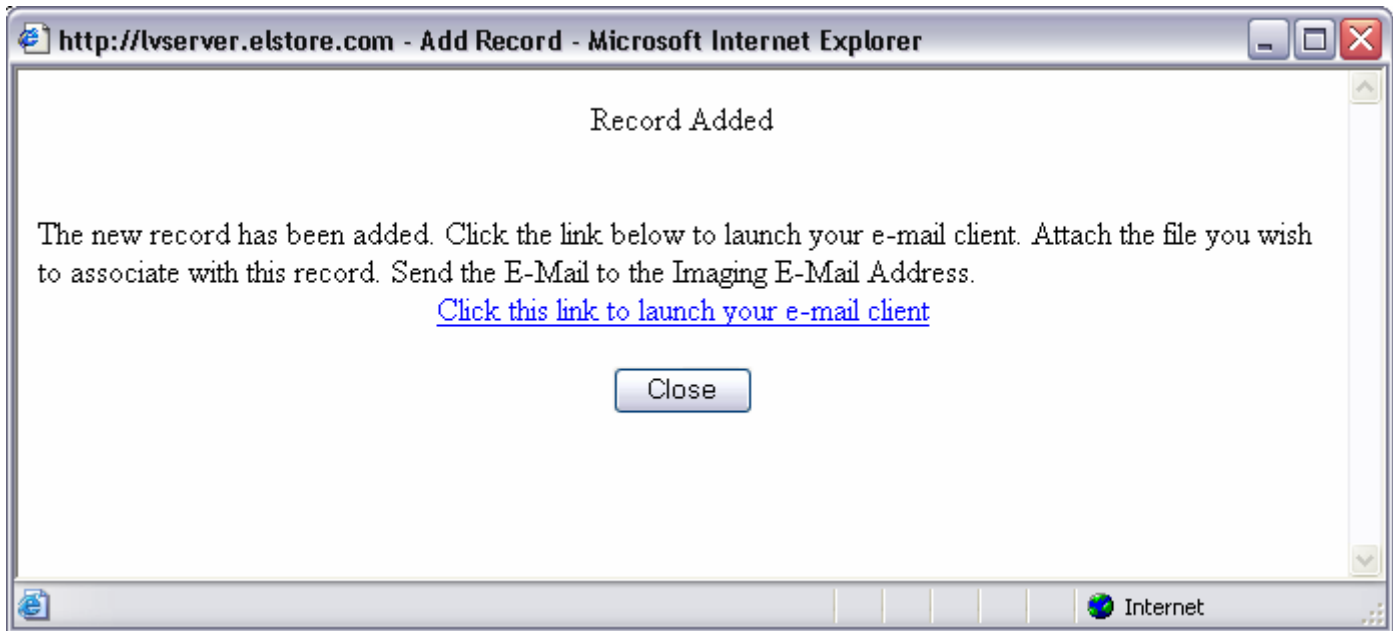 http://lvserver.elstore.com - Add Record - Microsoft Internet Explorer
Record Added
The new record has been added. Click the link below to launch your e-mail client. Attach the file you wish
to associate with this record. Send the E-Mail to the Imaging E-Mail Address.
Click this link to launch your e-mail client
Close
Internet